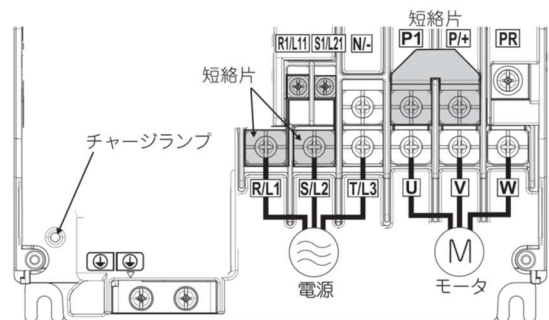 短絡片
R1/L11 S1/L21 N/- P1 P/+ PR
短絡片
チャージランプ
R/L1 S/L2 T/L3 U V W
M
電源 モータ